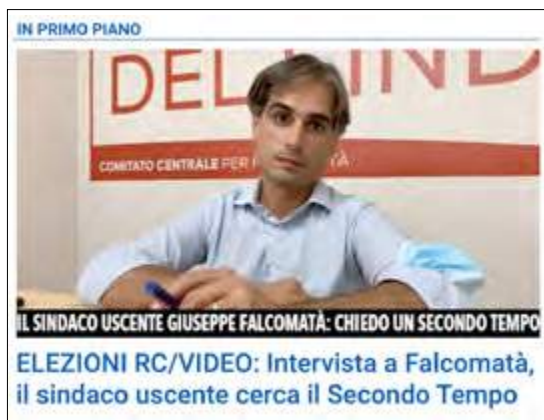 IN PRIMO PIANO
DEL IND
COMITATO CENTRALE PER
IL SINDACO USCENTE GIUSEPPE FALCOMATÀ: CHIEDO UN SECONDO TEMPO
ELEZIONI RC/VIDEO: Intervista a Falcomatà,
il sindaco uscente cerca il Secondo Tempo